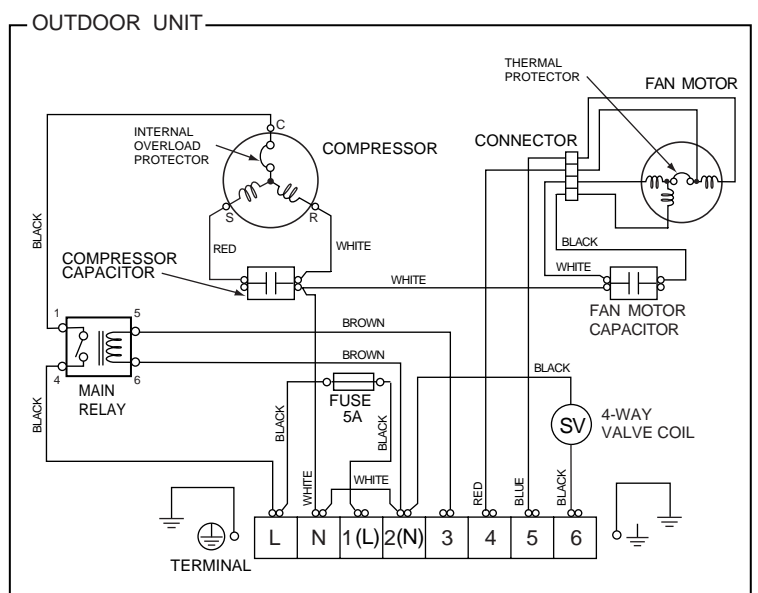 OUTDOOR UNIT
THERMAL
PROTECTOR
FAN MOTOR
C
INTERNAL
OVERLOAD
PROTECTOR
COMPRESSOR
CONNECTOR
S
R
BLACK
RED
WHITE
BLACK
COMPRESSOR
CAPACITOR
WHITE
WHITE
FAN MOTOR
CAPACITOR
1
5
BROWN
BROWN
4
6
MAIN
RELAY
BLACK
FUSE
5A
BLACK
BLACK
BLACK
SV
4-WAY
VALVE COIL
WHITE
WHITE
RED
BLUE
BLACK
L
N
1(L)
2(N)
3
4
5
6
TERMINAL